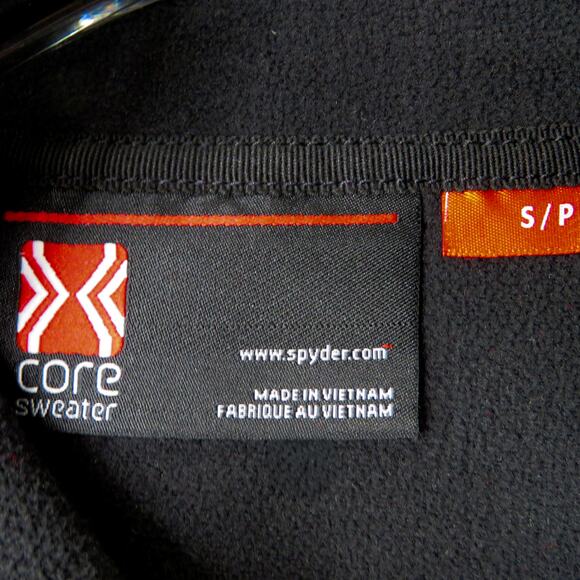 S/P
core
sweater
www.spyder.com
MADE IN VIETNAM
FABRIQUE AU VIETNAM